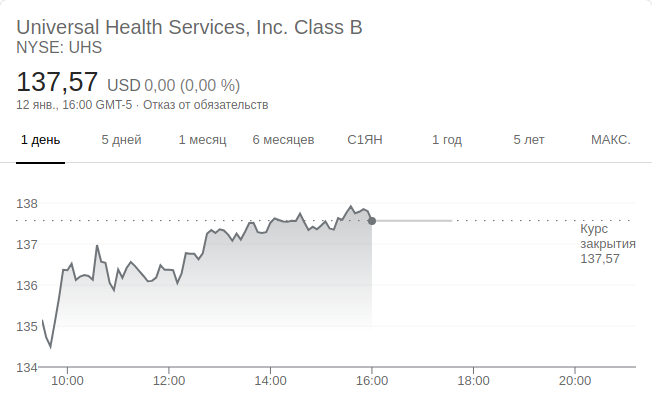 Universal Health Services, Inc. Class B
NYSE: UHS
137,57 USD 0,00 (0,00 %)
12 янв., 16:00 GMT-5 · Отказ от обязательств
1 день 5 дней 1 месяц 6 месяцев С1ЯН 1 год 5 лет МАКС.
138
137
136
135
134
Курс
закрытия
137,57
10:00 12:00 14:00 16:00 18:00 20:00